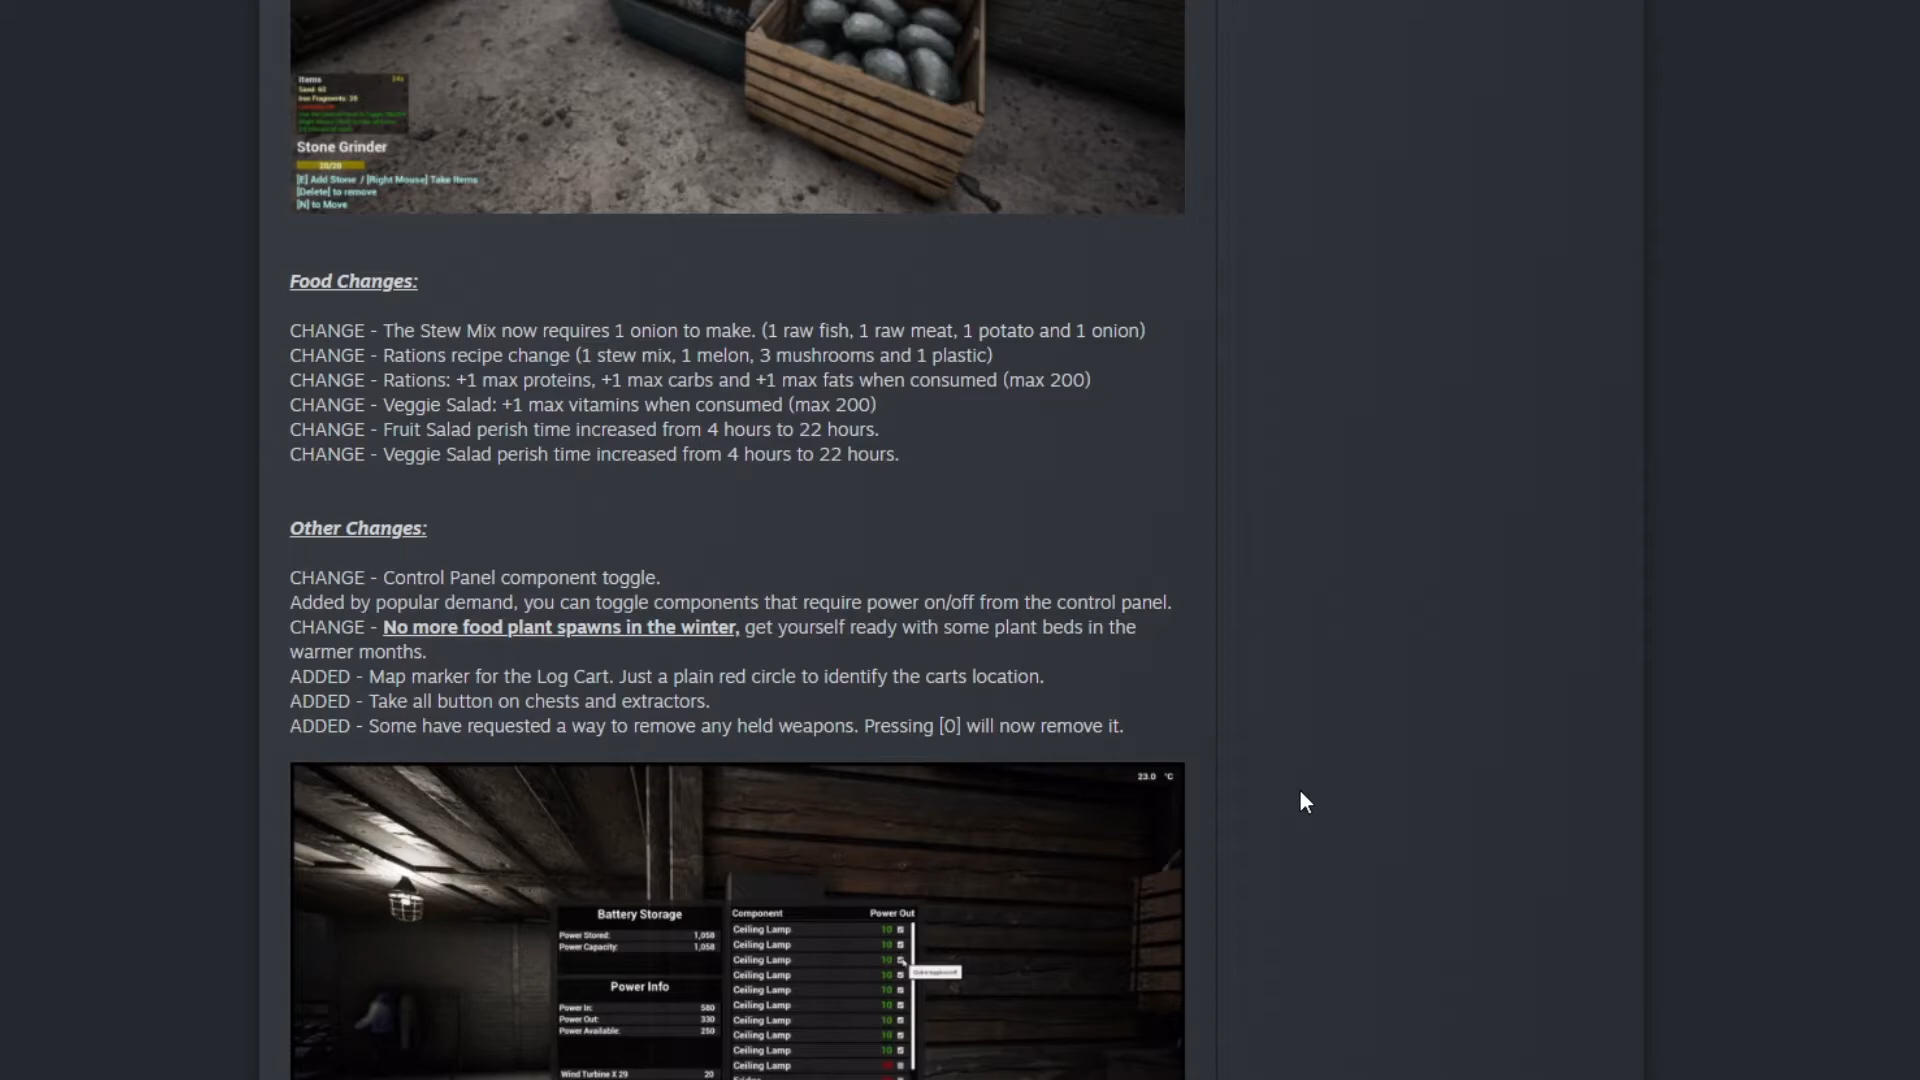 Items 24s
Sand: 60
Iron Fragments: 20
Stone Grinder
20/20
[E] Add Stone / [Right Mouse] Take Items
[Delete] to remove
[N] to Move
Food Changes:
CHANGE - The Stew Mix now requires 1 onion to make. (1 raw fish, 1 raw meat, 1 potato and 1 onion)
CHANGE - Rations recipe change (1 stew mix, 1 melon, 3 mushrooms and 1 plastic)
CHANGE - Rations: +1 max proteins, +1 max carbs and +1 max fats when consumed (max 200)
CHANGE - Veggie Salad: +1 max vitamins when consumed (max 200)
CHANGE - Fruit Salad perish time increased from 4 hours to 22 hours.
CHANGE - Veggie Salad perish time increased from 4 hours to 22 hours.
Other Changes:
CHANGE - Control Panel component toggle.
Added by popular demand, you can toggle components that require power on/off from the control panel.
CHANGE - No more food plant spawns in the winter, get yourself ready with some plant beds in the
warmer months.
ADDED - Map marker for the Log Cart. Just a plain red circle to identify the carts location.
ADDED - Take all button on chests and extractors.
ADDED - Some have requested a way to remove any held weapons. Pressing [0] will now remove it.
23.0 °C
Battery Storage
Power Stored: 1,058
Power Capacity: 1,058
Power Info
Power In: 580
Power Out: 330
Power Available: 250
Wind Turbine X 29 20
Component Power Out
Ceiling Lamp 10
Ceiling Lamp 10
Ceiling Lamp 10
Ceiling Lamp 10
Ceiling Lamp 10
Ceiling Lamp 10
Ceiling Lamp 10
Ceiling Lamp 10
Ceiling Lamp 10
Ceiling Lamp
Fridge